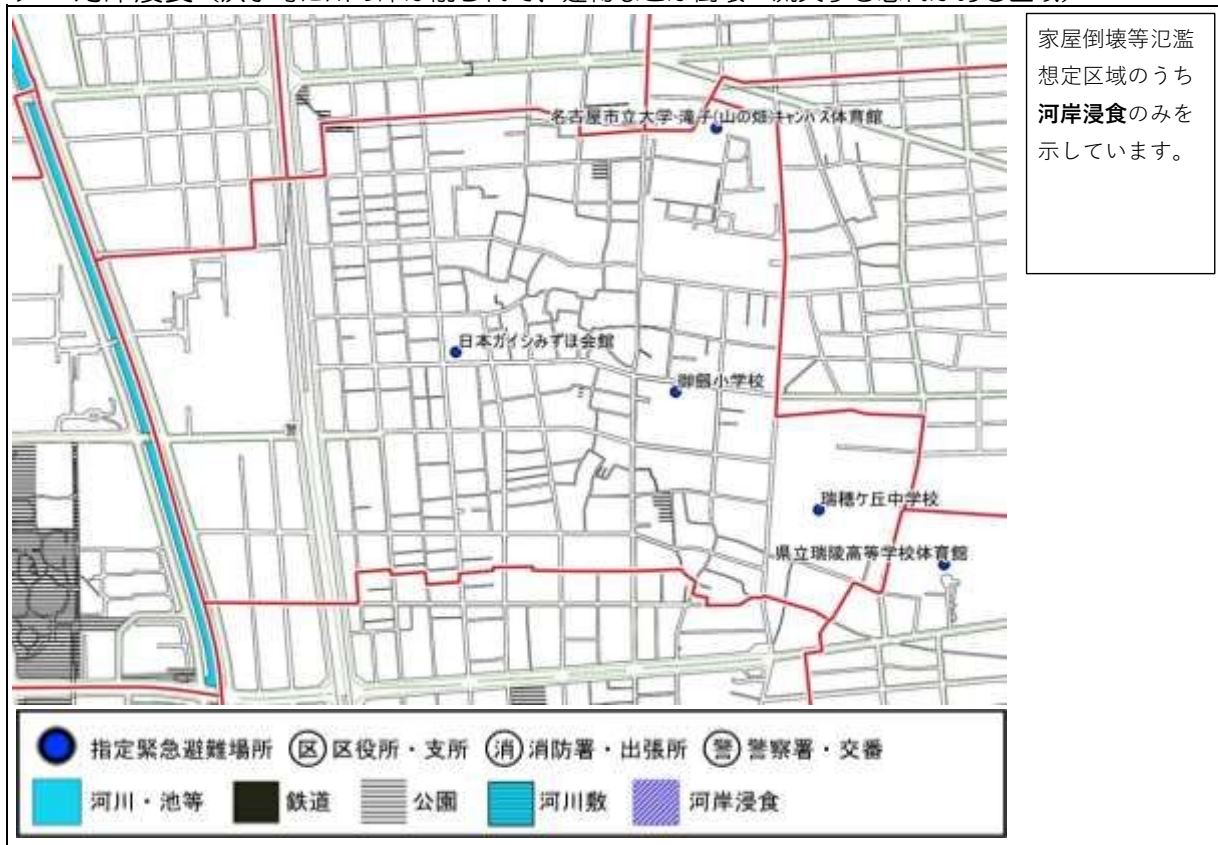 家屋倒壊等氾濫
想定区域のうち
河岸浸食のみを
示しています。
名古屋市立大学・滝子(山の畑)キャンパス体育館
日本ガイシみずほ会館
御劔小学校
瑞穂ケ丘中学校
県立瑞陵高等学校体育館
指定緊急避難場所 区 区役所・支所 消 消防署・出張所 警 警察署・交番
河川・池等 鉄道 公園 河川敷 河岸浸食